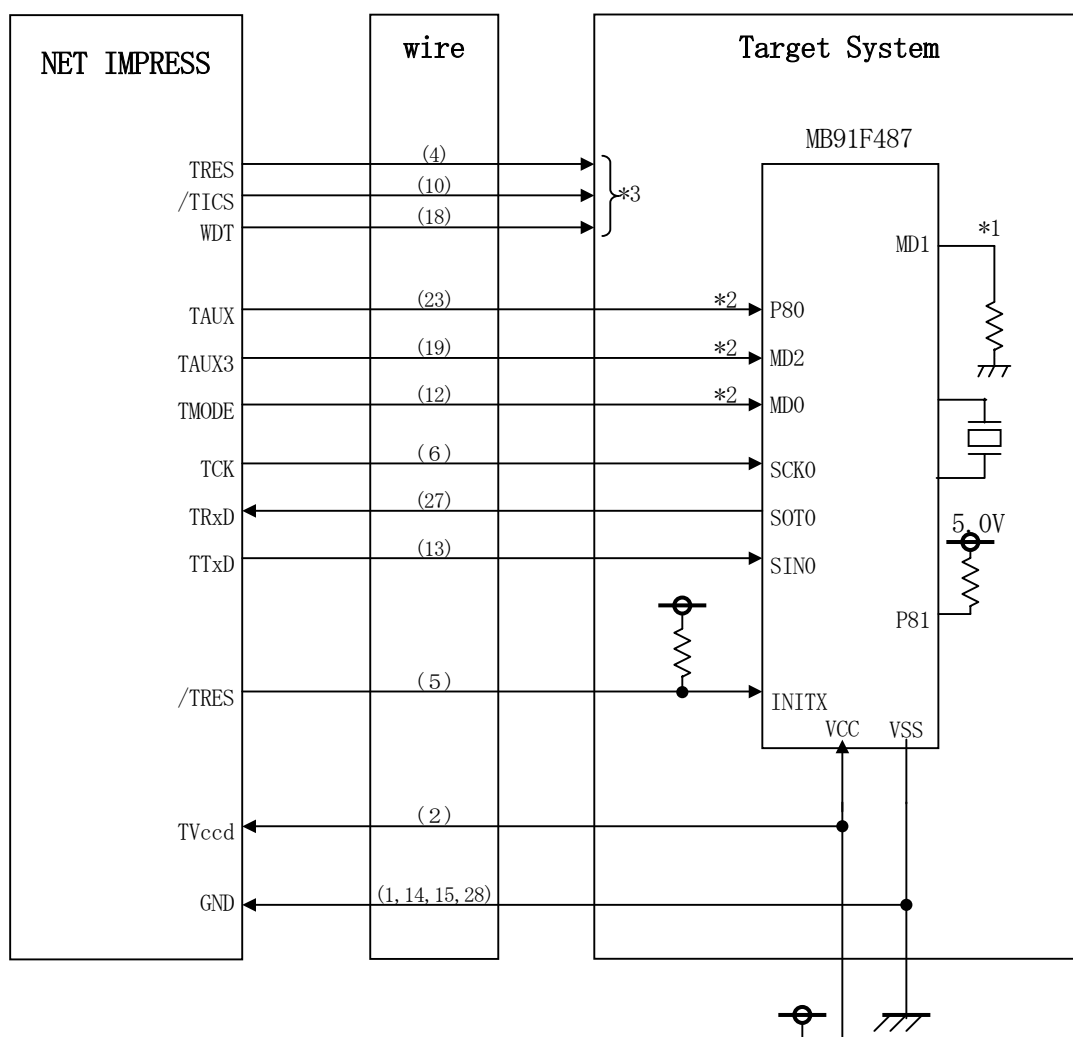 NET IMPRESS
wire
Target System
MB91F487
TRES
(4)
/TICS
(10)
*3
WDT
(18)
MD1
*1
TAUX
(23)
*2
P80
TAUX3
(19)
*2
MD2
TMODE
(12)
*2
MD0
TCK
(6)
SCK0
TRxD
(27)
SOT0
5.0V
TTxD
(13)
SIN0
P81
/TRES
(5)
INITX
VCC
VSS
TVccd
(2)
GND
(1,14,15,28)